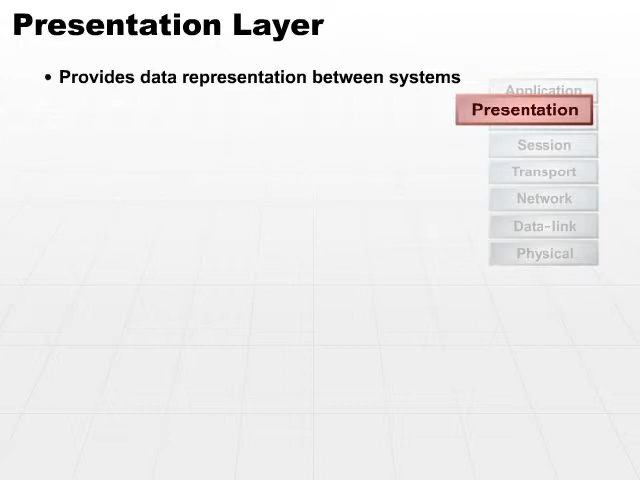 Presentation Layer
• Provides data representation between systems
Application
Presentation
Session
Transport
Network
Data-link
Physical